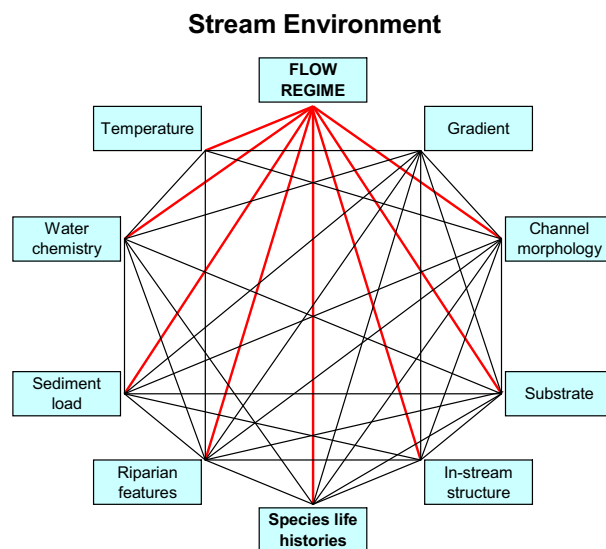 Stream Environment
FLOW
REGIME
Temperature
Gradient
Water
chemistry
Channel
morphology
Sediment
load
Substrate
Riparian
features
In-stream
structure
Species life
histories